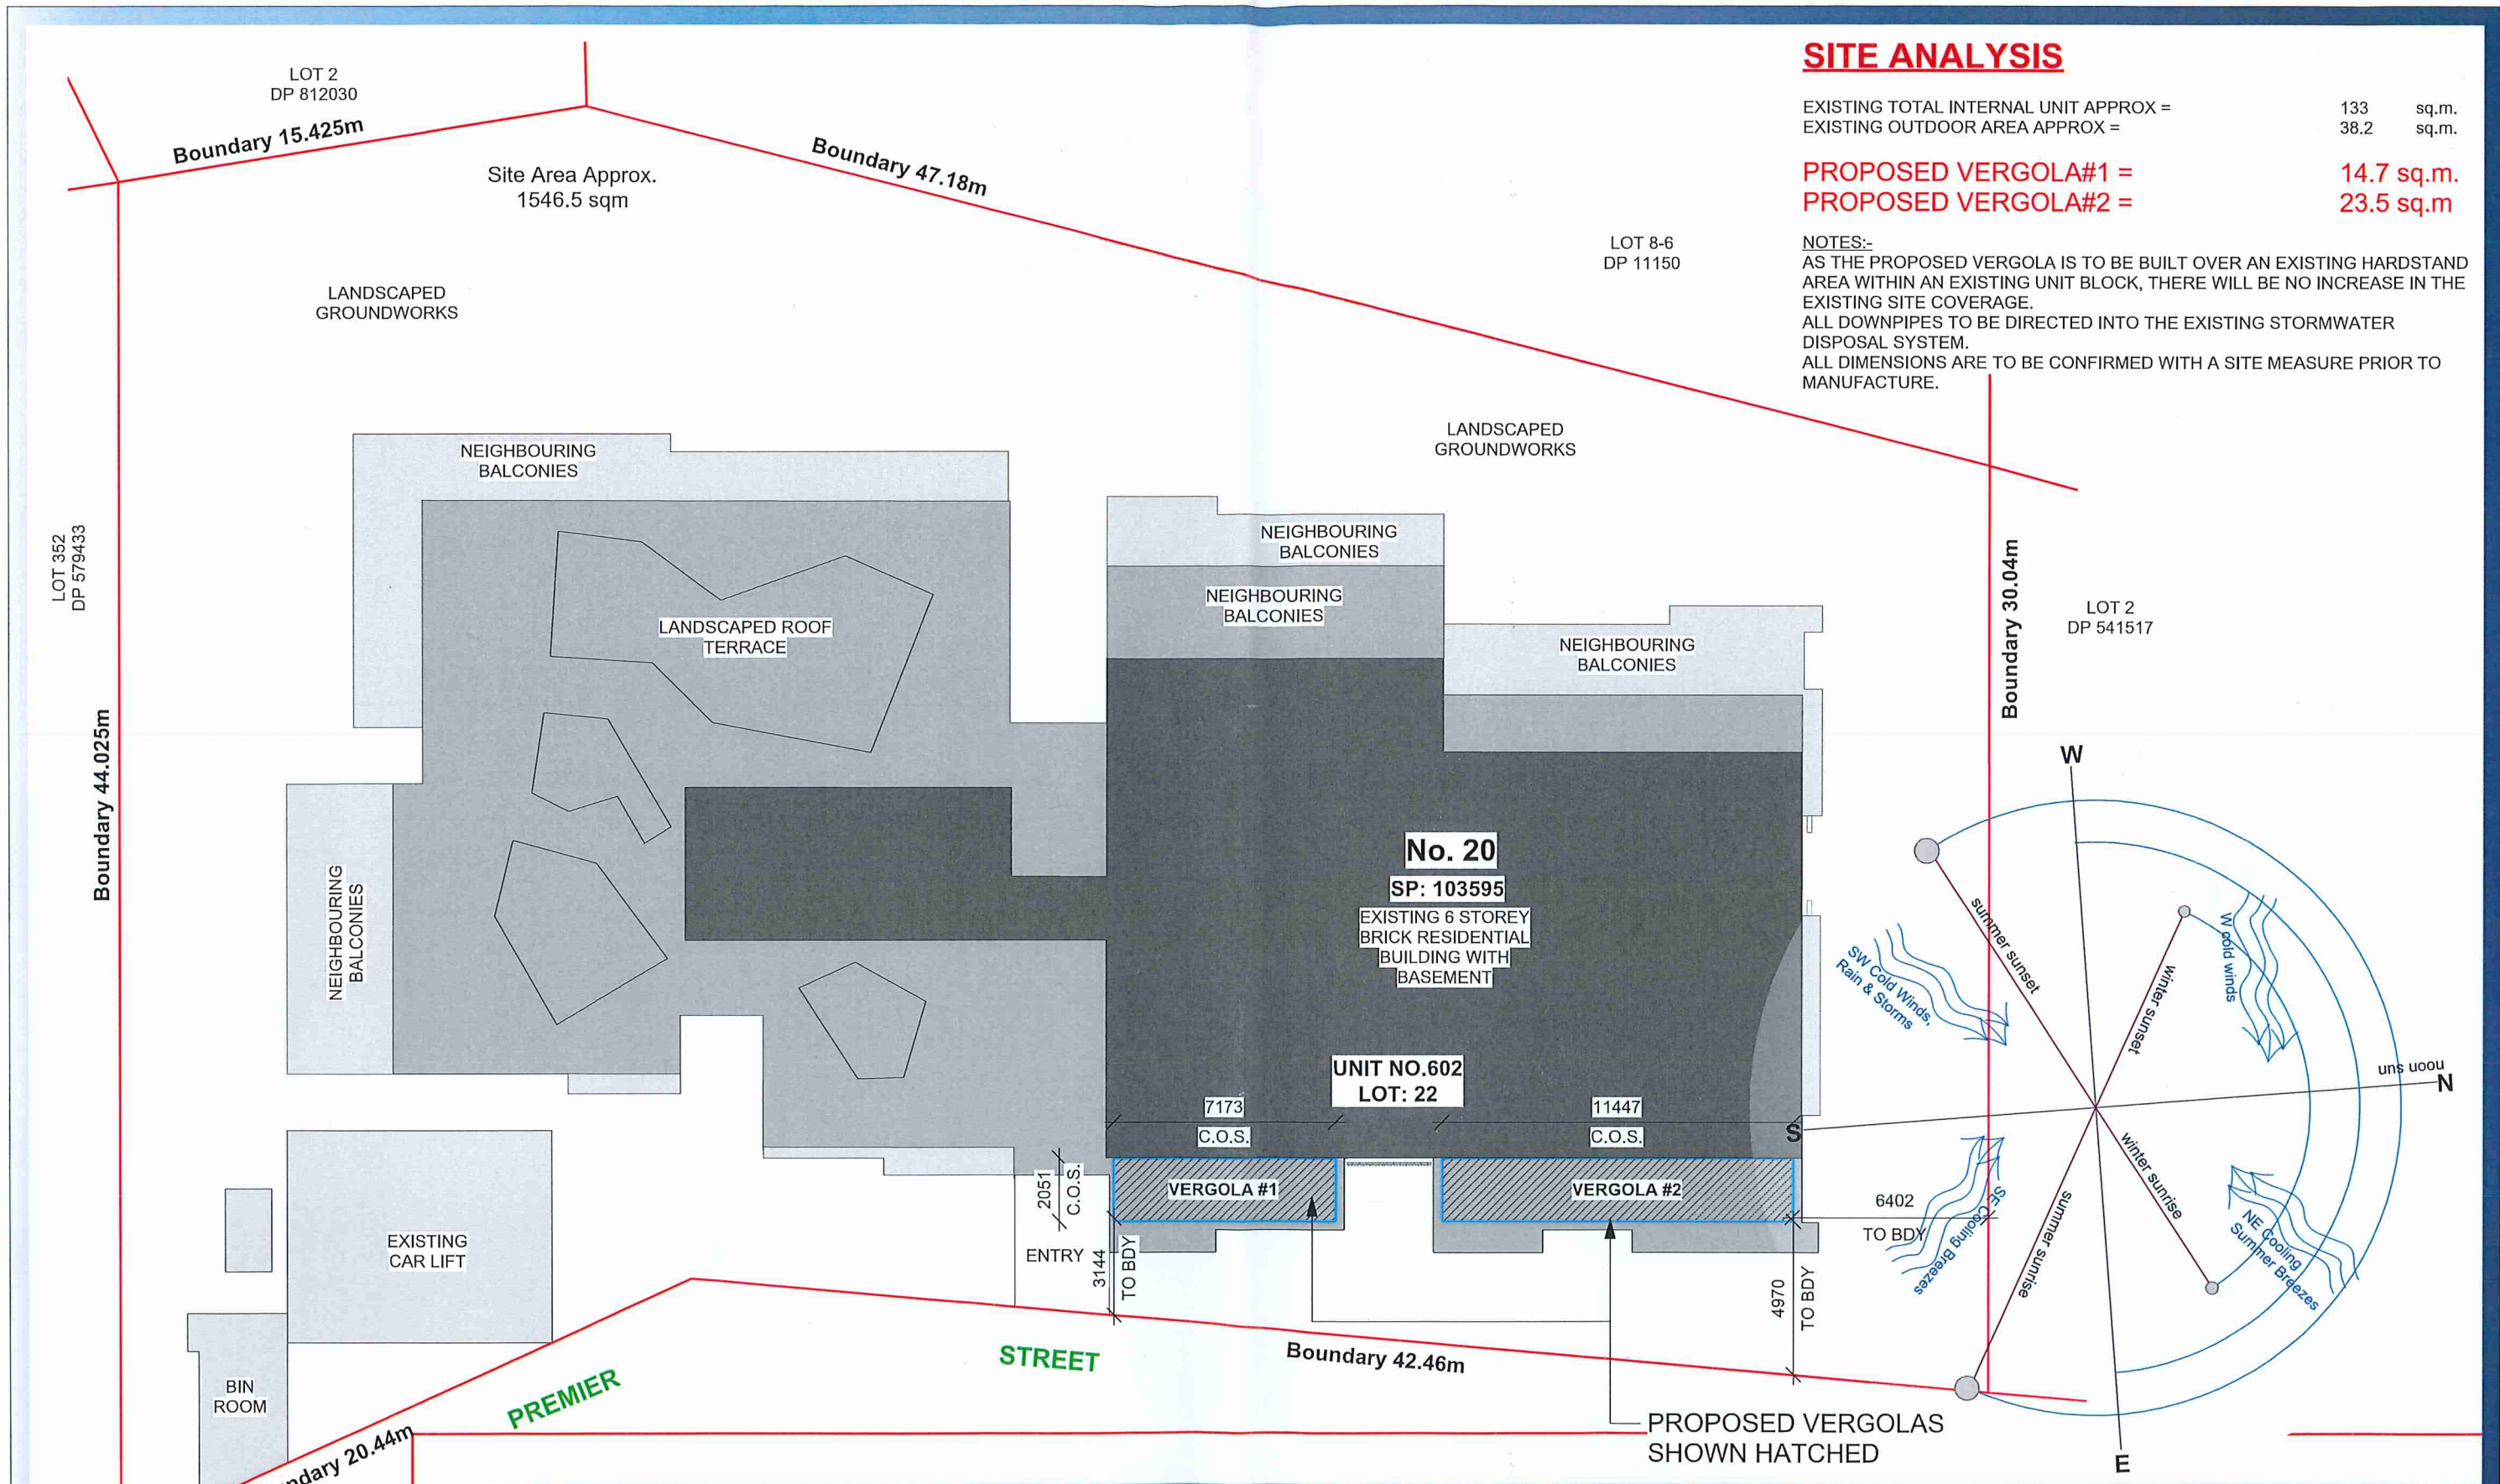 SITE ANALYSIS
EXISTING TOTAL INTERNAL UNIT APPROX = 133 sq.m.
EXISTING OUTDOOR AREA APPROX = 38.2 sq.m.
PROPOSED VERGOLA#1 = 14.7 sq.m.
PROPOSED VERGOLA#2 = 23.5 sq.m
NOTES:-
AS THE PROPOSED VERGOLA IS TO BE BUILT OVER AN EXISTING HARDSTAND
AREA WITHIN AN EXISTING UNIT BLOCK, THERE WILL BE NO INCREASE IN THE
EXISTING SITE COVERAGE.
ALL DOWNPIPES TO BE DIRECTED INTO THE EXISTING STORMWATER
DISPOSAL SYSTEM.
ALL DIMENSIONS ARE TO BE CONFIRMED WITH A SITE MEASURE PRIOR TO
MANUFACTURE.
LOT 2
DP 812030
Boundary 15.425m
Site Area Approx.
1546.5 sqm
Boundary 47.18m
LOT 8-6
DP 11150
LANDSCAPED
GROUNDWORKS
LANDSCAPED
GROUNDWORKS
NEIGHBOURING
BALCONIES
NEIGHBOURING
BALCONIES
NEIGHBOURING
BALCONIES
NEIGHBOURING
BALCONIES
LOT 352
DP 579433
LANDSCAPED ROOF
TERRACE
Boundary 30.04m
LOT 2
DP 541517
Boundary 44.025m
NEIGHBOURING
BALCONIES
No. 20
SP: 103595
EXISTING 6 STOREY
BRICK RESIDENTIAL
BUILDING WITH
BASEMENT
UNIT NO.602
LOT: 22
7173
C.O.S.
11447
C.O.S.
2051
C.O.S.
VERGOLA #1
VERGOLA #2
6402
TO BDY
ENTRY
3144
TO BDY
4970
TO BDY
EXISTING
CAR LIFT
BIN
ROOM
PREMIER
STREET
Boundary 42.46m
ndary 20.44m
PROPOSED VERGOLAS
SHOWN HATCHED
W
N
S
E
noon sun
summer sunset
winter sunset
winter sunrise
summer sunrise
W cold winds
SW Cold Winds,
Rain & Storms
SE Cooling Breezes
NE Cooling
Summer Breezes